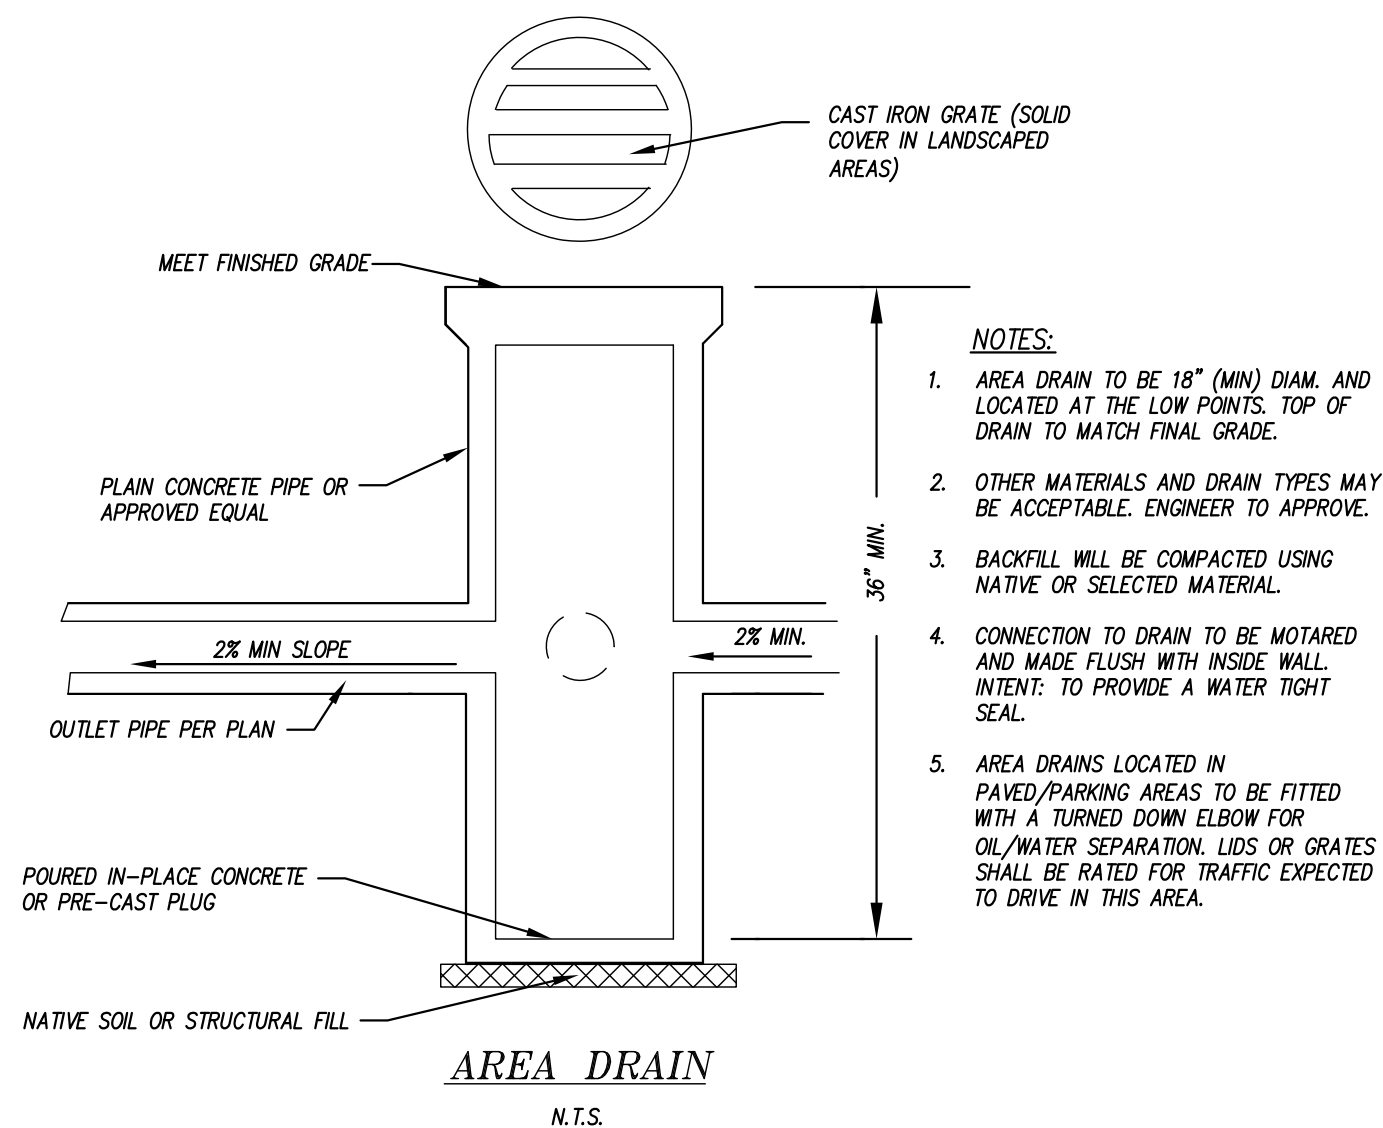 CAST IRON GRATE (SOLID
COVER IN LANDSCAPED
AREAS)
MEET FINISHED GRADE
PLAIN CONCRETE PIPE OR
APPROVED EQUAL
2% MIN SLOPE
2% MIN.
OUTLET PIPE PER PLAN
36" MIN.
POURED IN-PLACE CONCRETE
OR PRE-CAST PLUG
NATIVE SOIL OR STRUCTURAL FILL
NOTES:
1. AREA DRAIN TO BE 18" (MIN) DIAM. AND
LOCATED AT THE LOW POINTS. TOP OF
DRAIN TO MATCH FINAL GRADE.
2. OTHER MATERIALS AND DRAIN TYPES MAY
BE ACCEPTABLE. ENGINEER TO APPROVE.
3. BACKFILL WILL BE COMPACTED USING
NATIVE OR SELECTED MATERIAL.
4. CONNECTION TO DRAIN TO BE MOTARED
AND MADE FLUSH WITH INSIDE WALL.
INTENT: TO PROVIDE A WATER TIGHT
SEAL.
5. AREA DRAINS LOCATED IN
PAVED/PARKING AREAS TO BE FITTED
WITH A TURNED DOWN ELBOW FOR
OIL/WATER SEPARATION. LIDS OR GRATES
SHALL BE RATED FOR TRAFFIC EXPECTED
TO DRIVE IN THIS AREA.
AREA DRAIN
N.T.S.